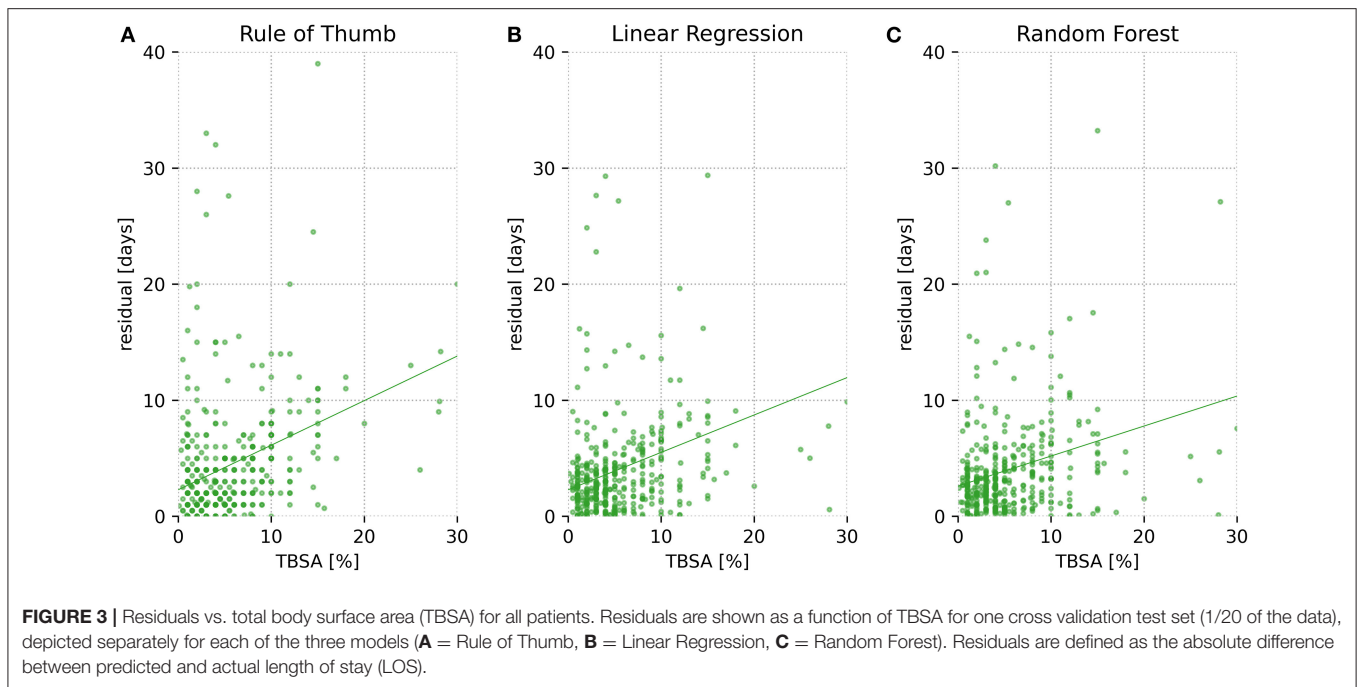 A Rule of Thumb
40
30
20
10
0
0 10 20 30
residual [days]
TBSA [%]
B Linear Regression
40
30
20
10
0
0 10 20 30
residual [days]
TBSA [%]
C Random Forest
40
30
20
10
0
0 10 20 30
residual [days]
TBSA [%]
FIGURE 3 | Residuals vs. total body surface area (TBSA) for all patients. Residuals are shown as a function of TBSA for one cross validation test set (1/20 of the data),
depicted separately for each of the three models (A = Rule of Thumb, B = Linear Regression, C = Random Forest). Residuals are defined as the absolute difference
between predicted and actual length of stay (LOS).